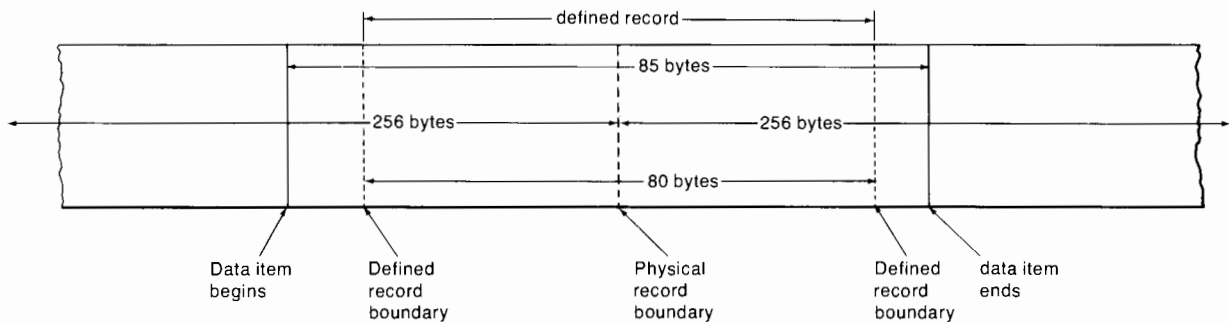 defined record
85 bytes
256 bytes
256 bytes
80 bytes
Data item
begins
Defined
record
boundary
Physical
record
boundary
Defined
record
boundary
data item
ends